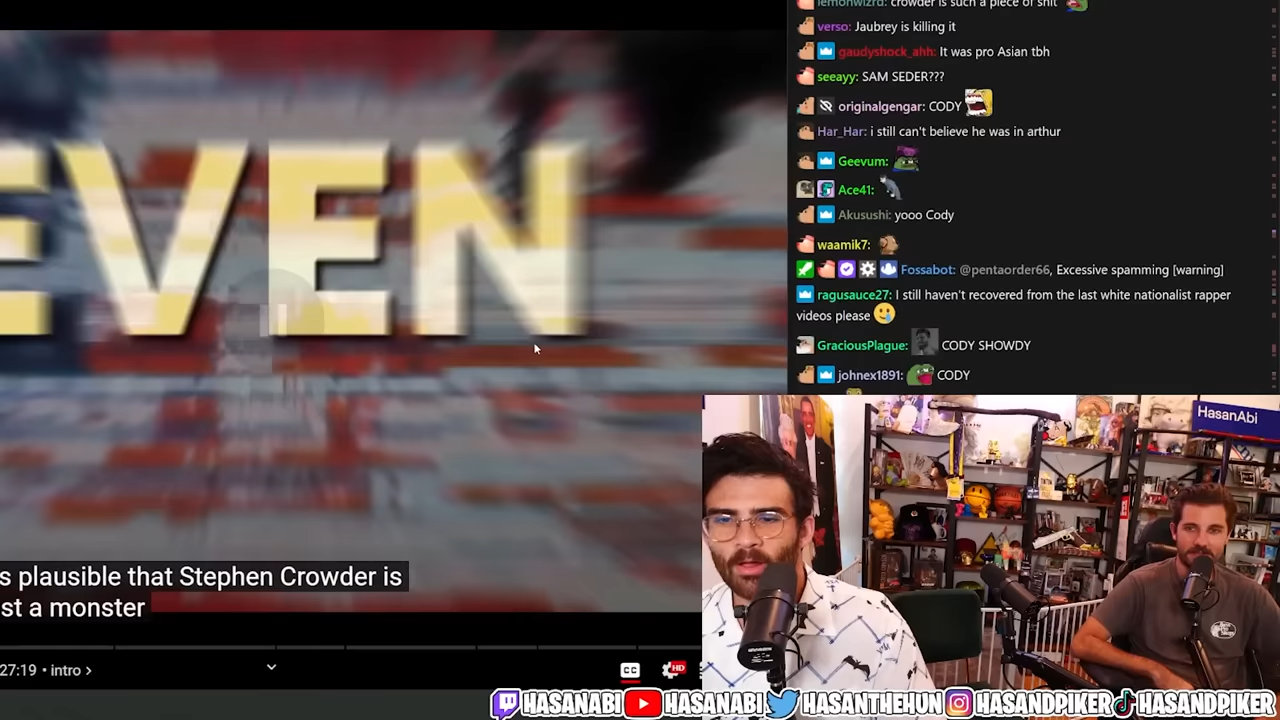 EVEN
s plausible that Stephen Crowder is
st a monster
27:19 • intro ›
CC
HD
lemonwizrd: crowder is such a piece of shit
verso: Jaubrey is killing it
gaudyshock_ahh: It was pro Asian tbh
seeayy: SAM SEDER???
originalgengar: CODY
Har_Har: i still can't believe he was in arthur
Geevum:
Ace41:
Akusushi: yooo Cody
waamik7:
Fossabot: @pentaorder66, Excessive spamming [warning]
ragusauce27: I still haven't recovered from the last white nationalist rapper
videos please
GraciousPlague: CODY SHOWDY
johnex1891: CODY
HasanAbi
HASANABI HASANABI HASANTHEHUN HASANDPIKER HASANDPIKER